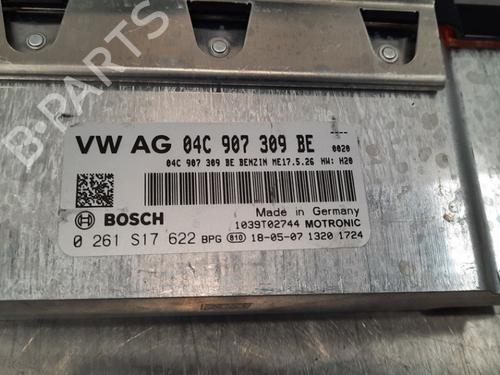 VW AG 04C 907 309 BE 0020
04C 907 309 BE BENZIN ME17.5.26 HW: H20
BOSCH
Made in Germany
1039T02744 MOTRONIC
0 261 S17 622 BPG 810 18-05-07 1320 1724
B-PARTS